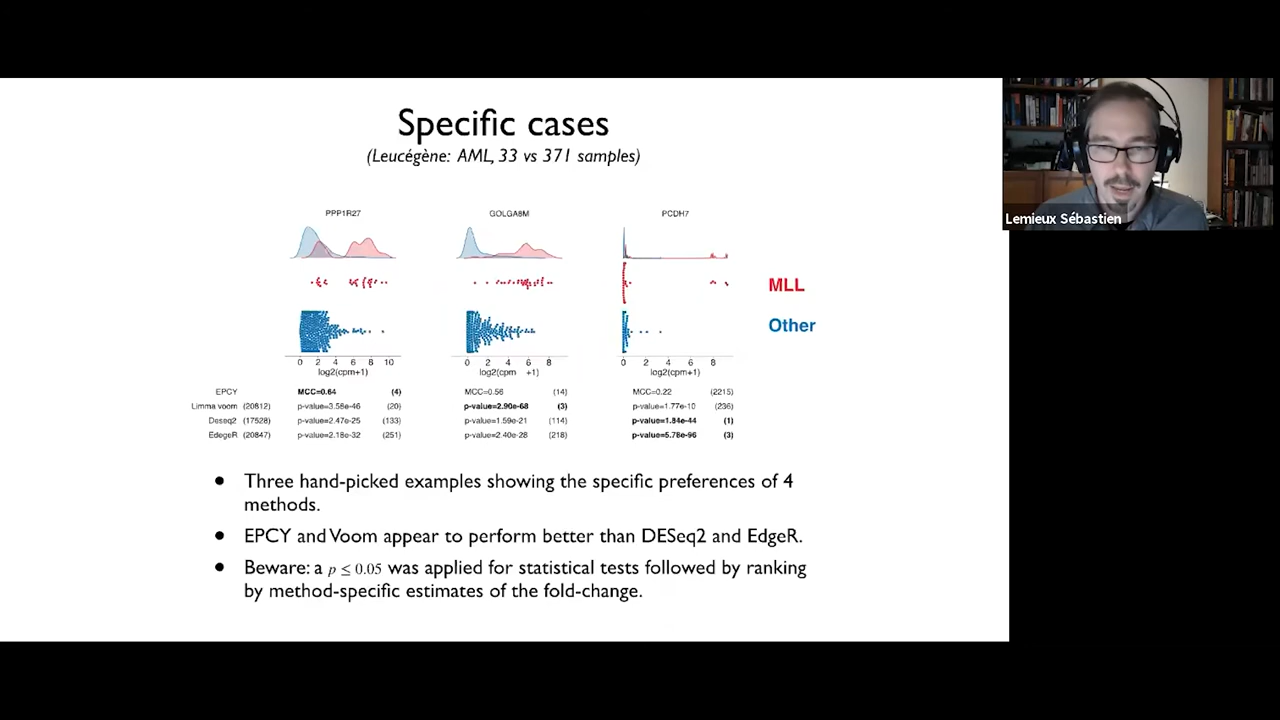 Specific cases
(Leucégène: AML, 33 vs 371 samples)
PPP1R27 GOLGA8M PCDH7
MLL
Other
0 2 4 6 8 10 0 2 4 6 8 0 2 4 6 8
log2(cpm+1) log2(cpm +1) log2(cpm+1)
EPCY MCC=0.64 (4) MCC=0.56 (14) MCC=0.22 (2215)
Limma voom (20812) p-value=3.58e-46 (20) p-value=2.90e-68 (3) p-value=1.77e-10 (236)
Deseq2 (17528) p-value=2.47e-25 (133) p-value=1.59e-21 (114) p-value=1.84e-44 (1)
EdegeR (20847) p-value=2.18e-32 (251) p-value=2.40e-28 (218) p-value=5.78e-96 (3)
• Three hand-picked examples showing the specific preferences of 4
methods.
• EPCY and Voom appear to perform better than DESeq2 and EdgeR.
• Beware: a p ≤ 0.05 was applied for statistical tests followed by ranking
by method-specific estimates of the fold-change.
Lemieux Sébastien